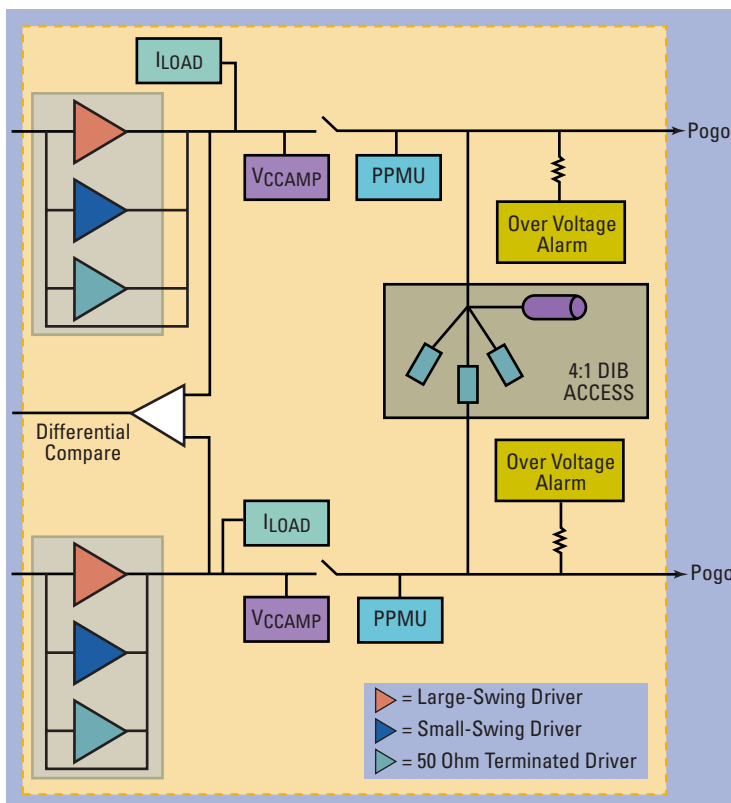 ILOAD
Pogo
VCCAMP
PPMU
Over Voltage
Alarm
4:1 DIB
ACCESS
Differential
Compare
Over Voltage
Alarm
ILOAD
Pogo
VCCAMP
PPMU
= Large-Swing Driver
= Small-Swing Driver
= 50 Ohm Terminated Driver